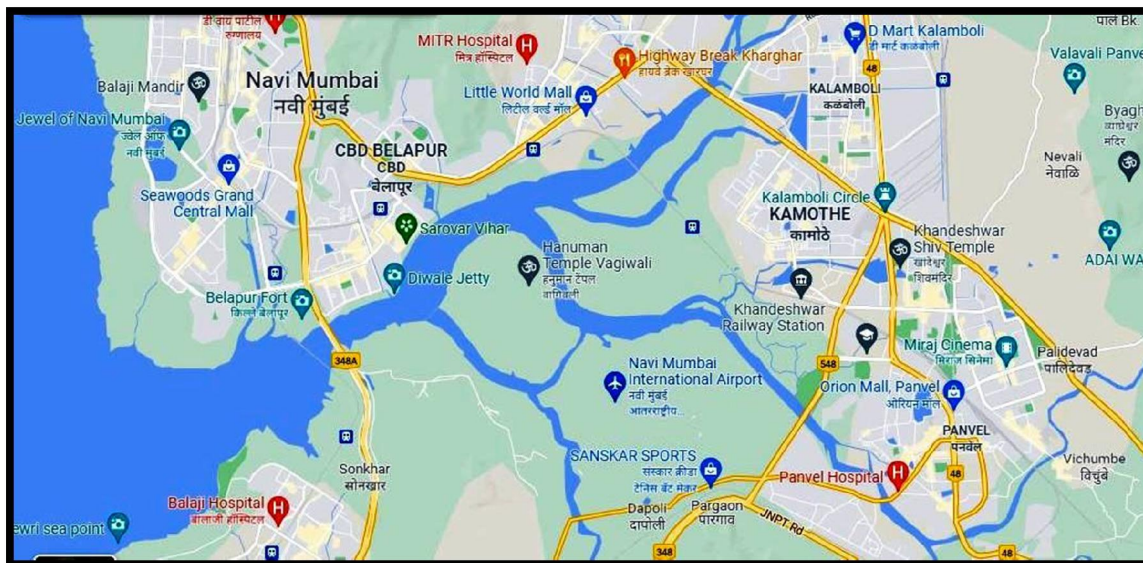 डी वाय पाटील
रुग्णालय
MITR Hospital
मित्र हॉस्पिटल
Highway Break Kharghar
हायवे ब्रेक खारघर
D Mart Kalamboli
डी मार्ट कळंबोली
पाले Bk.
48
Valavali Panve
Balaji Mandir
Navi Mumbai
नवी मुंबई
Little World Mall
लिटील वर्ल्ड मॉल
KALAMBOLI
कळंबोली
Jewel of Navi Mumbai
ज्वेल ऑफ
नवी मुंबई
Byagh
मंदिर
CBD BELAPUR
CBD
बेलापूर
Nevali
नेवाळि
Seawoods Grand
Central Mall
Kalamboli Circle
KAMOTHE
कामोठे
Sarovar Vihar
Khandeshwar
Shiv Temple
खांदेश्वर
शिवमंदिर
ADAI WA
Hanuman
Temple Vagiwali
हनुमान टेंपल
वागिवली
Diwale Jetty
Belapur Fort
किल्ले बेलापूर
Khandeshwar
Railway Station
348A
548
Miraj Cinema
मिराज सिनेमा
Palidevad
पालिदेवड
Navi Mumbai
International Airport
नवी मुंबई
आंतरराष्ट्रीय...
Orion Mall, Panvel
ओरियन मॉल
PANVEL
पनवेल
SANSKAR SPORTS
संस्कार क्रीडा
टेनिस बॅट मेकर
Sonkhar
सोनखार
Panvel Hospital
Vichumbe
विचुंबे
48
Balaji Hospital
बालाजी हॉस्पिटल
Dapoli
दापोली
Pargaon
पारगाव
JNPT Rd
ewri sea point
348
48